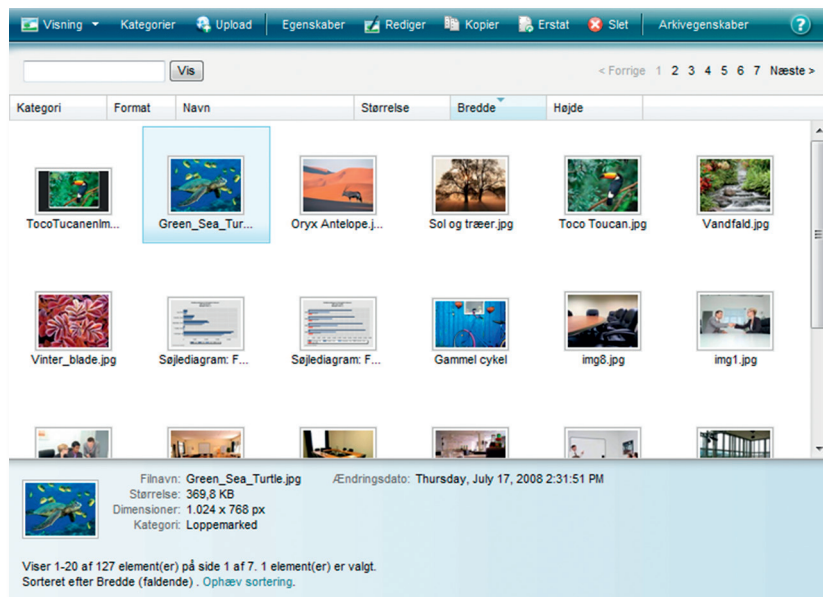 Visning Kategorier Upload Egenskaber Rediger Kopier Erstat Slet Arkivegenskaber ?
Vis < Forrige 1 2 3 4 5 6 7 Næste >
Kategori Format Navn Størrelse Bredde Højde
TocoTucanenIm... Green_Sea_Tur... Oryx Antelope.j... Sol og træer.jpg Toco Toucan.jpg Vandfald.jpg
Vinter_blade.jpg Søjlediagram: F... Søjlediagram: F... Gammel cykel img8.jpg img1.jpg
Filnavn: Green_Sea_Turtle.jpg Ændringsdato: Thursday, July 17, 2008 2:31:51 PM
Størrelse: 369,8 KB
Dimensioner: 1.024 x 768 px
Kategori: Loppemarked
Viser 1-20 af 127 element(er) på side 1 af 7. 1 element(er) er valgt.
Sorteret efter Bredde (faldende) . Ophæv sortering.